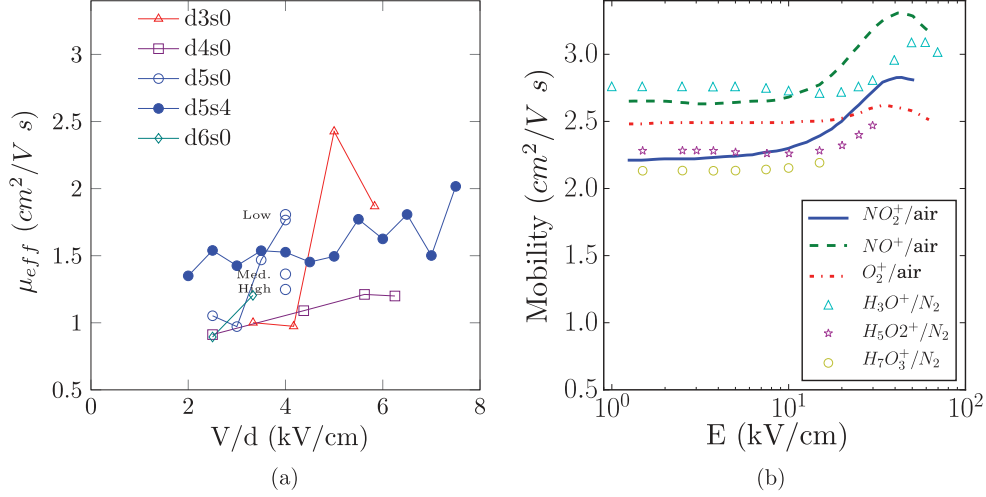 d3s0
d4s0
d5s0
d5s4
d6s0
3
2.5
2
1.5
1
0.5
μ_eff (cm²/V s)
Low
Med.
High
0
2
4
6
8
V/d (kV/cm)
(a)
3.0
2.5
2.0
1.0
0.5
Mobility (cm²/V s)
NO₂⁺/air
NO⁺/air
O₂⁺/air
H₃O⁺/N₂
H₅O2⁺/N₂
H₇O₃⁺/N₂
10⁰
10¹
10²
E (kV/cm)
(b)